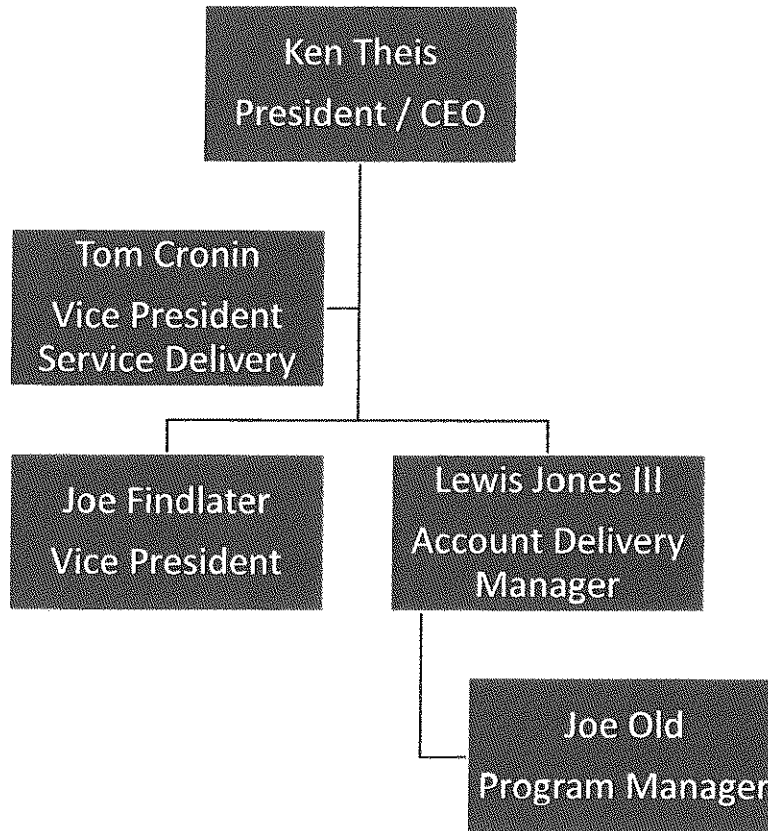 Ken Theis
President / CEO
Tom Cronin
Vice President
Service Delivery
Joe Findlater
Vice President
Lewis Jones III
Account Delivery
Manager
Joe Old
Program Manager